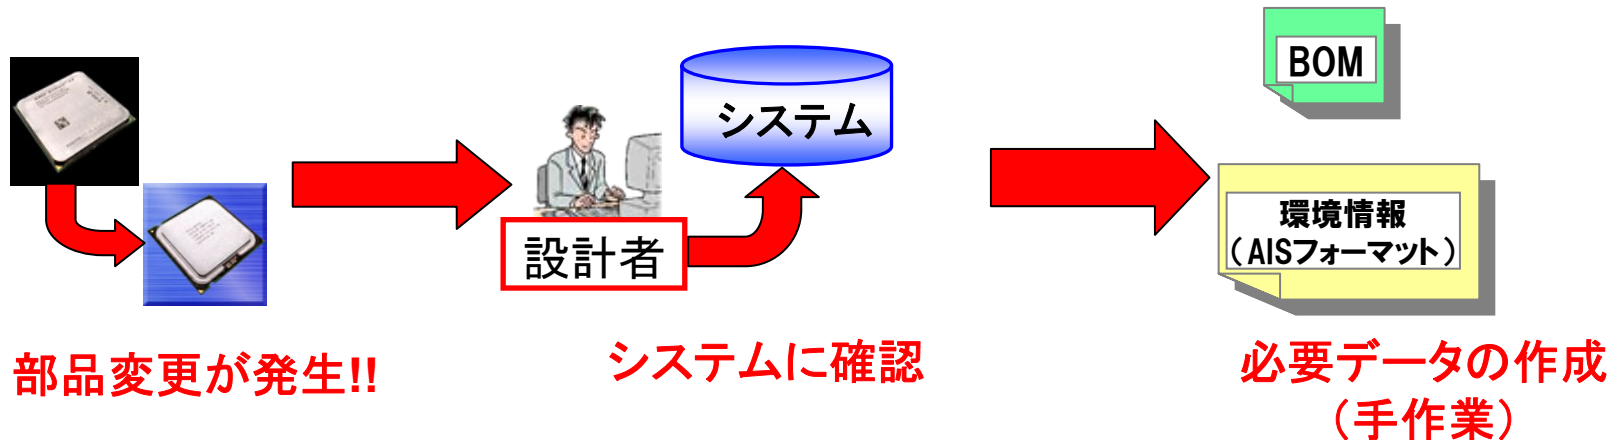 BOM
システム
環境情報
（AISフォーマット）
設計者
部品変更が発生!!
システムに確認
必要データの作成
（手作業）